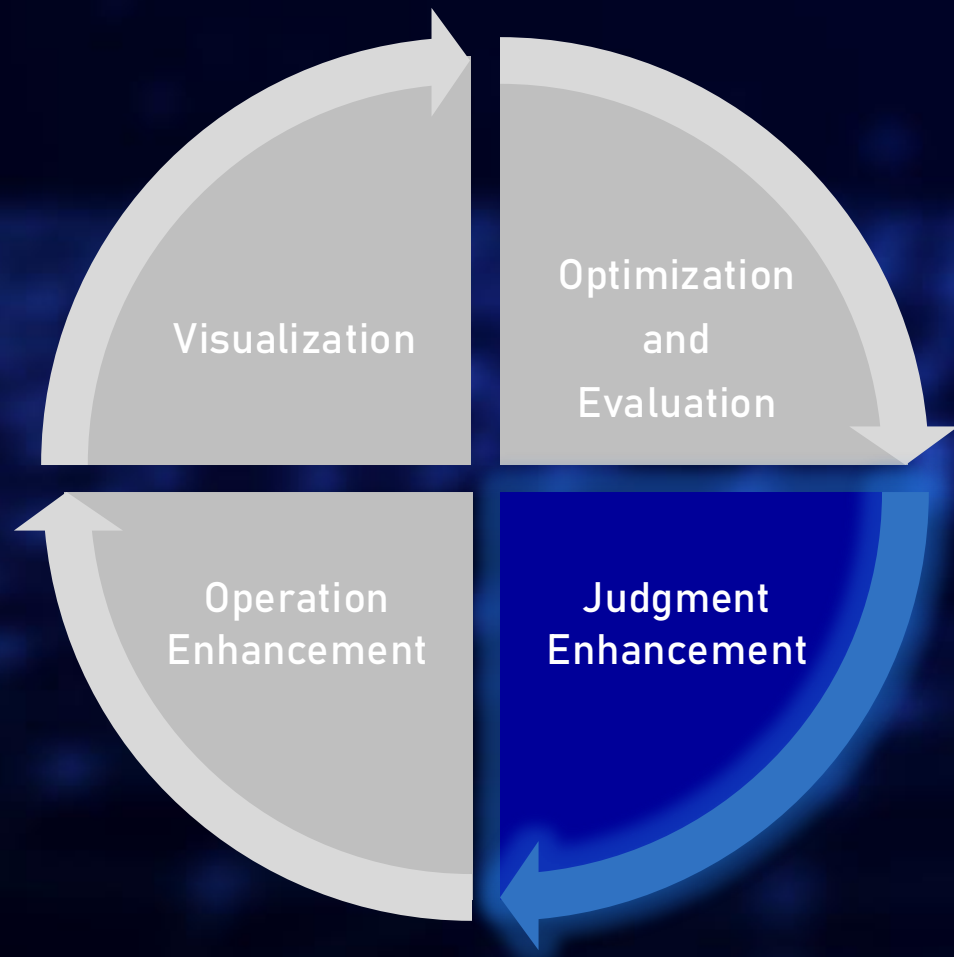 Visualization
Optimization
and
Evaluation
Operation
Enhancement
Judgment
Enhancement